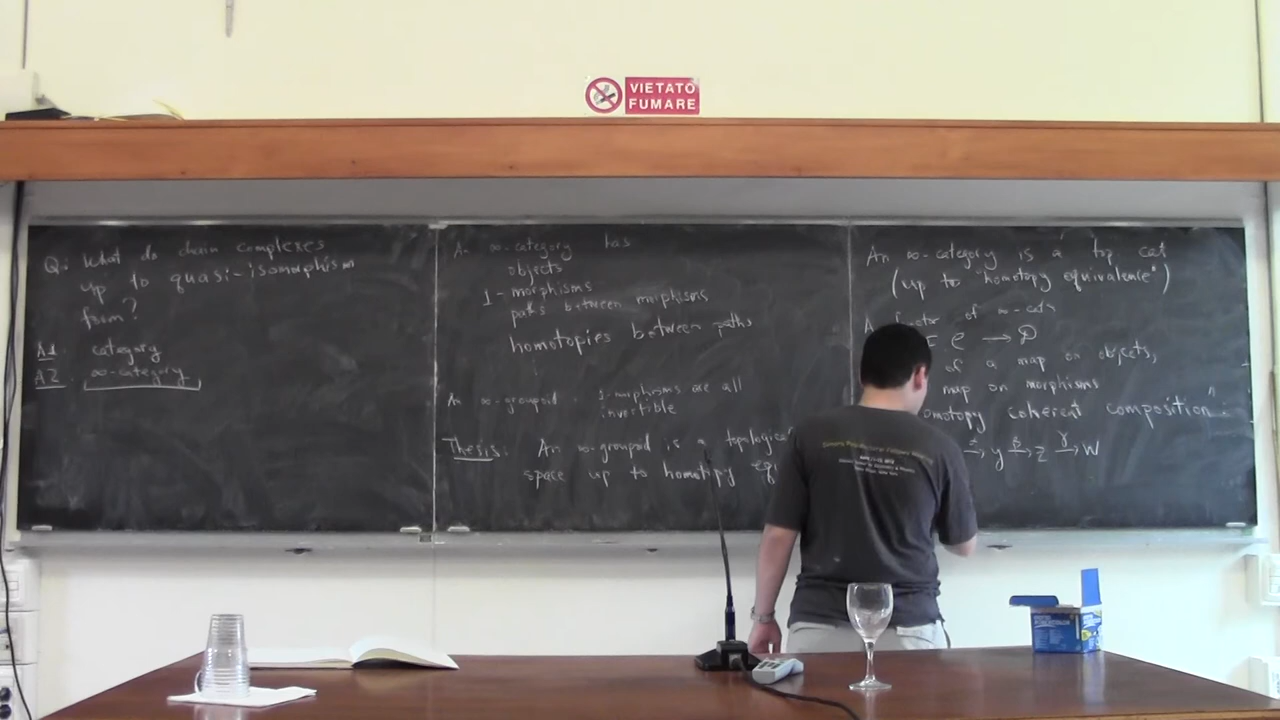 VIETATO
FUMARE
Q: What do chain complexes
up to quasi-isomorphism
form?
A1. category
A2. ∞-category
An ∞-category has
objects
1-morphisms
paths between morphisms
homotopies between paths
An ∞-groupoid: 1-morphisms are all
invertible
Thesis: An ∞-groupoid is a topological
space up to homotopy
An ∞-category is a top. cat
(up to "homotopy equivalence")
of ∞-cats
C → D
of a map on objects,
map on morphisms
coherent composition
→ y β→ z γ→ W